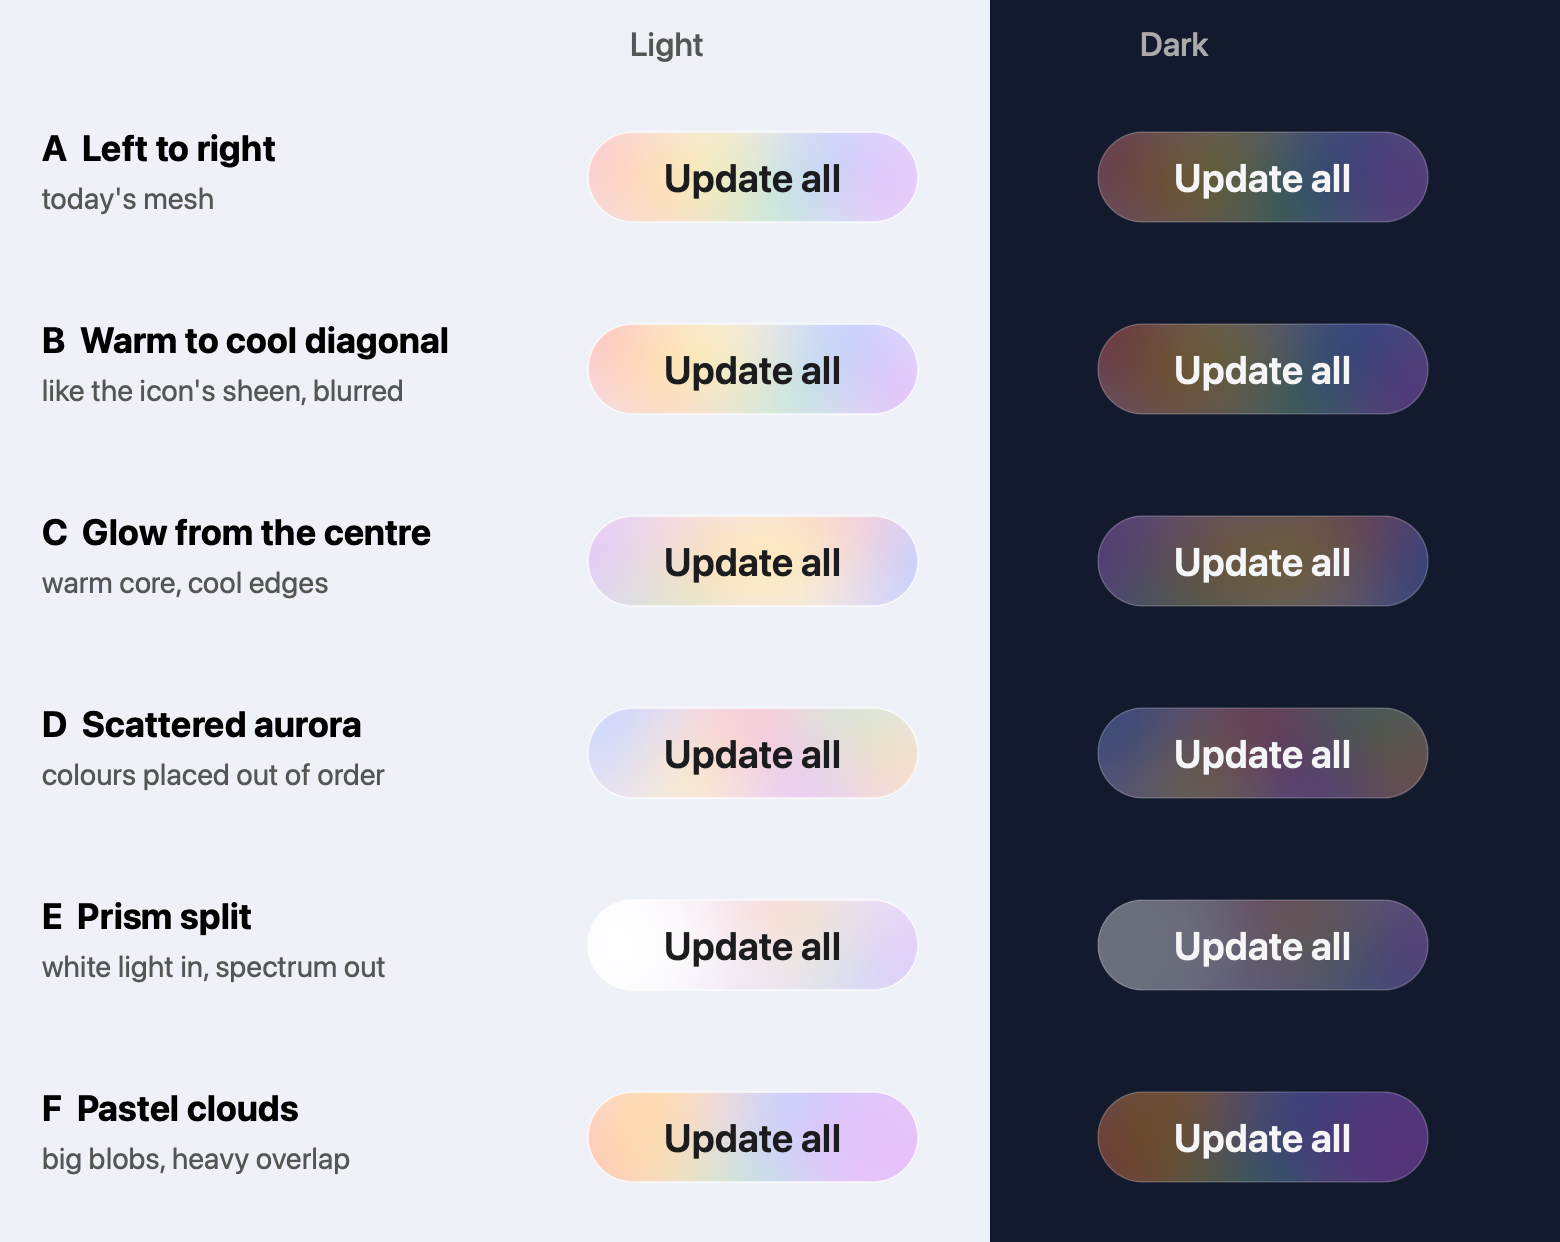 Light
Dark
A Left to right
today's mesh
Update all
Update all
B Warm to cool diagonal
like the icon's sheen, blurred
Update all
Update all
C Glow from the centre
warm core, cool edges
Update all
Update all
D Scattered aurora
colours placed out of order
Update all
Update all
E Prism split
white light in, spectrum out
Update all
Update all
F Pastel clouds
big blobs, heavy overlap
Update all
Update all